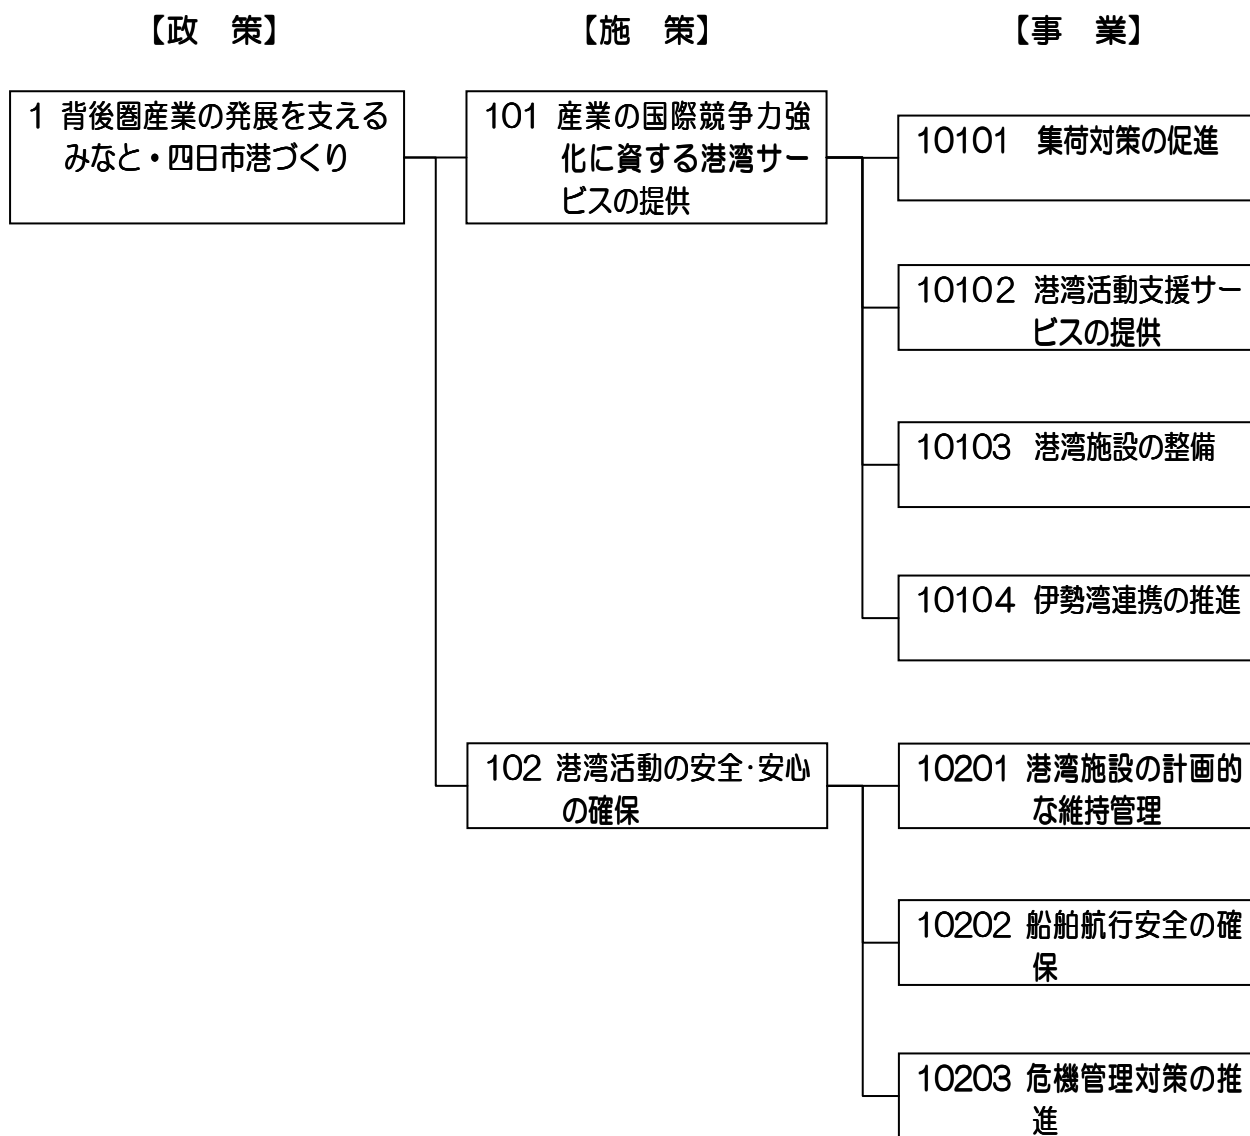 【政　策】
【施　策】
【事　業】
1 背後圏産業の発展を支える
みなと・四日市港づくり
101 産業の国際競争力強
化に資する港湾サー
ビスの提供
10101　集荷対策の促進
10102 港湾活動支援サー
ビスの提供
10103 港湾施設の整備
10104 伊勢湾連携の推進
102 港湾活動の安全・安心
の確保
10201 港湾施設の計画的
な維持管理
10202 船舶航行安全の確
保
10203 危機管理対策の推
進